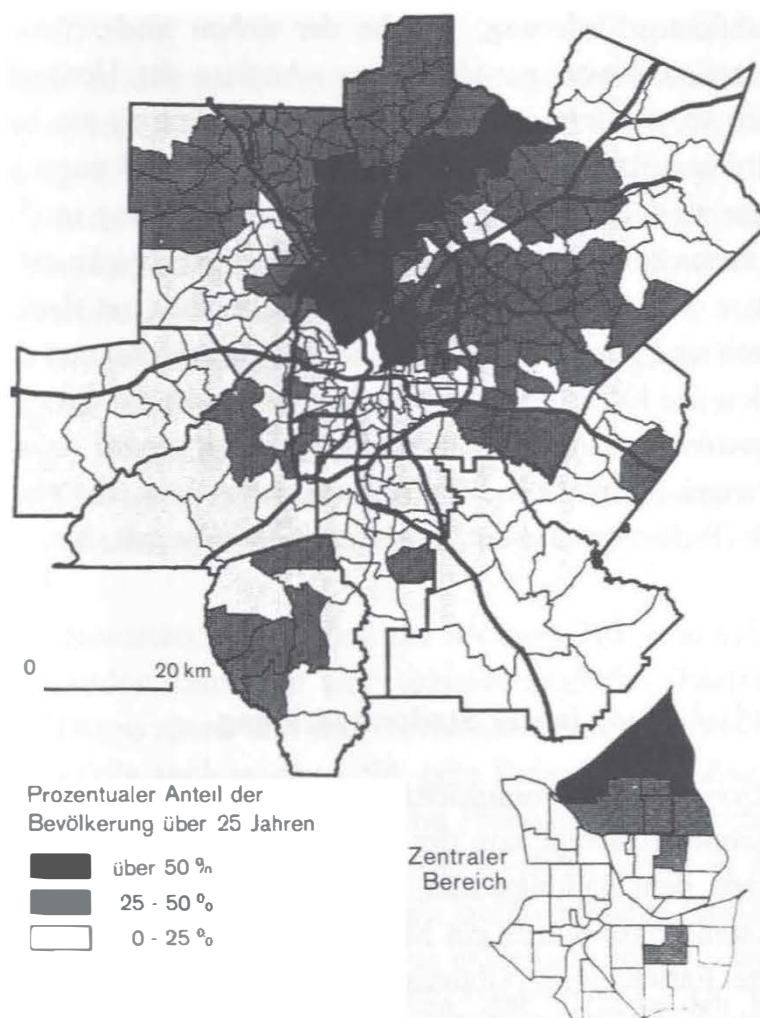 0
20 km
Prozentualer Anteil der
Bevölkerung über 25 Jahren
über 50 %
25 - 50 %
0 - 25 %
Zentraler
Bereich